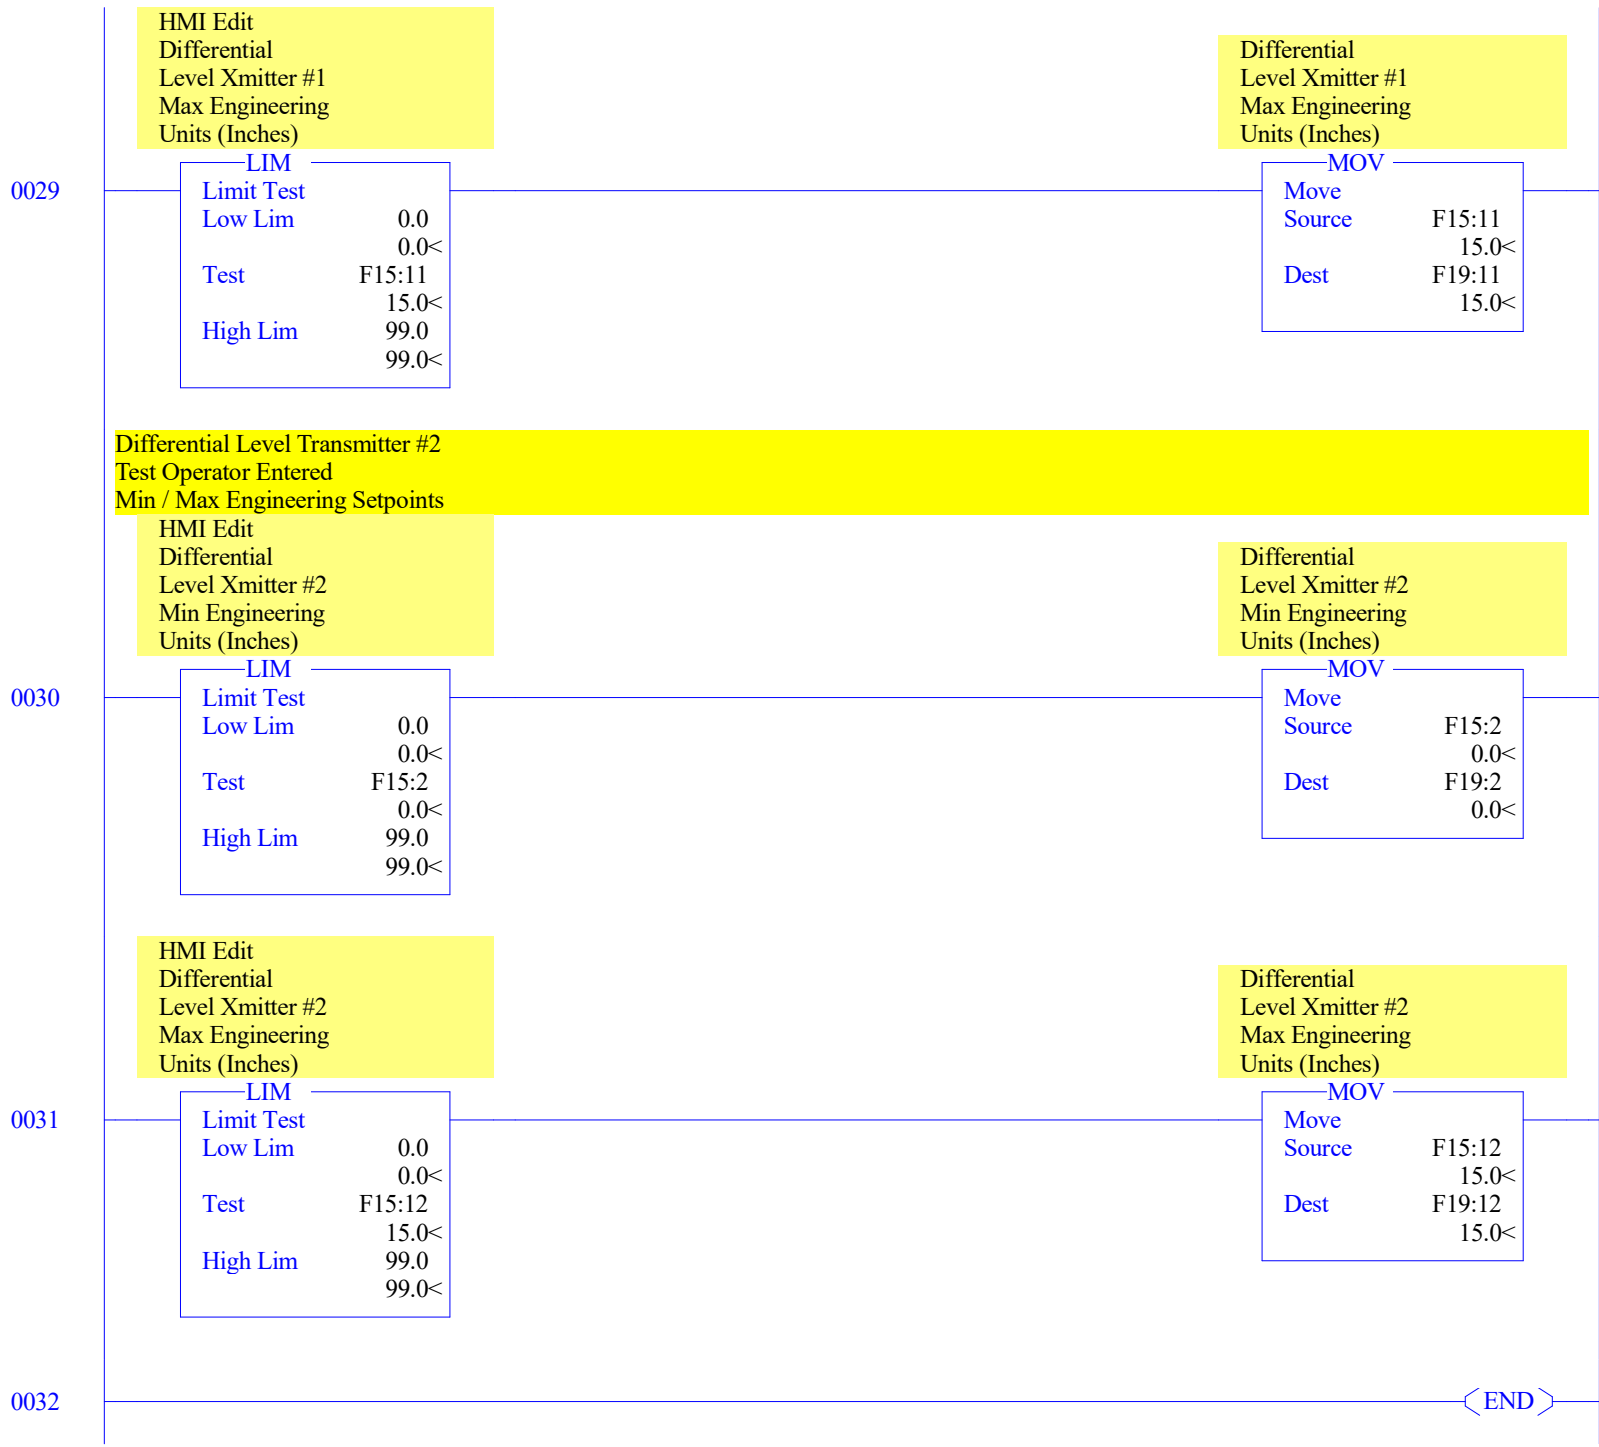 HMI Edit
Differential
Level Xmitter #1
Max Engineering
Units (Inches)
Differential
Level Xmitter #1
Max Engineering
Units (Inches)
0029
LIM
Limit Test
Low Lim 0.0
0.0<
Test F15:11
15.0<
High Lim 99.0
99.0<
MOV
Move
Source F15:11
15.0<
Dest F19:11
15.0<
Differential Level Transmitter #2
Test Operator Entered
Min / Max Engineering Setpoints
HMI Edit
Differential
Level Xmitter #2
Min Engineering
Units (Inches)
Differential
Level Xmitter #2
Min Engineering
Units (Inches)
0030
LIM
Limit Test
Low Lim 0.0
0.0<
Test F15:2
0.0<
High Lim 99.0
99.0<
MOV
Move
Source F15:2
0.0<
Dest F19:2
0.0<
HMI Edit
Differential
Level Xmitter #2
Max Engineering
Units (Inches)
Differential
Level Xmitter #2
Max Engineering
Units (Inches)
0031
LIM
Limit Test
Low Lim 0.0
0.0<
Test F15:12
15.0<
High Lim 99.0
99.0<
MOV
Move
Source F15:12
15.0<
Dest F19:12
15.0<
0032
END